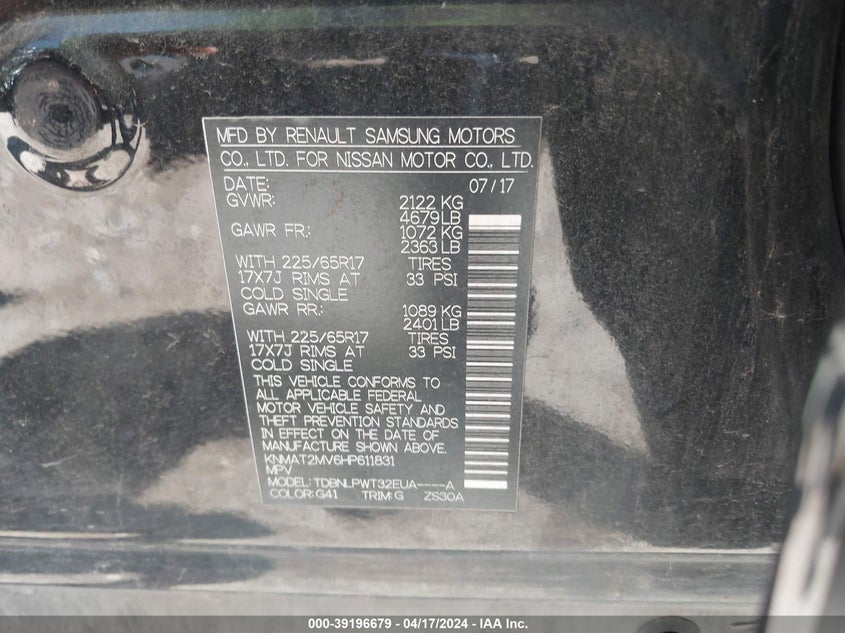 MFD BY RENAULT SAMSUNG MOTORS
CO., LTD. FOR NISSAN MOTOR CO., LTD.
DATE: 07/17
GVWR: 2122 KG
4679 LB
GAWR FR: 1072 KG
2363 LB
WITH 225/65R17 TIRES
17X7J RIMS AT 33 PSI
COLD SINGLE
GAWR RR: 1089 KG
2401 LB
WITH 225/65R17 TIRES
17X7J RIMS AT 33 PSI
COLD SINGLE
THIS VEHICLE CONFORMS TO
ALL APPLICABLE FEDERAL
MOTOR VEHICLE SAFETY AND
THEFT PREVENTION STANDARDS
IN EFFECT ON THE DATE OF
MANUFACTURE SHOWN ABOVE.
KNMAT2MV6HP611831
MPV
MODEL: TDBNLPWT32EUA----A
COLOR: G41 TRIM: G ZS30A
000-39196679 - 04/17/2024 - IAA Inc.